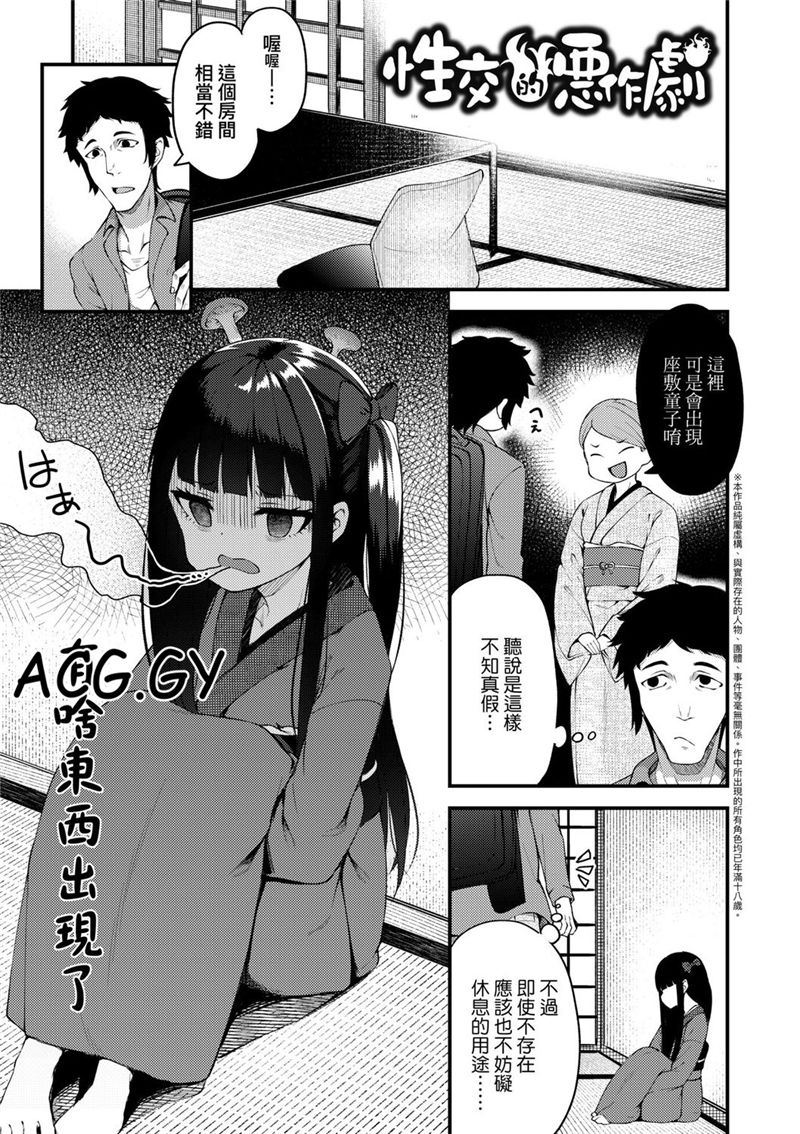 性交的惡作劇
喔喔—…
這個房間
相當不錯
這裡
可是會出現
座敷童子唷
へぇ
聽說是這樣
不知真假…
はぁー
有啥東西出現了
ACG.GY
不過
即使不存在
應該也不妨礙
休息的用途……
※本作品純屬虛構、與實際存在的人物、團體、事件等毫無關係。作中所出現的所有角色均已年滿十八歲。